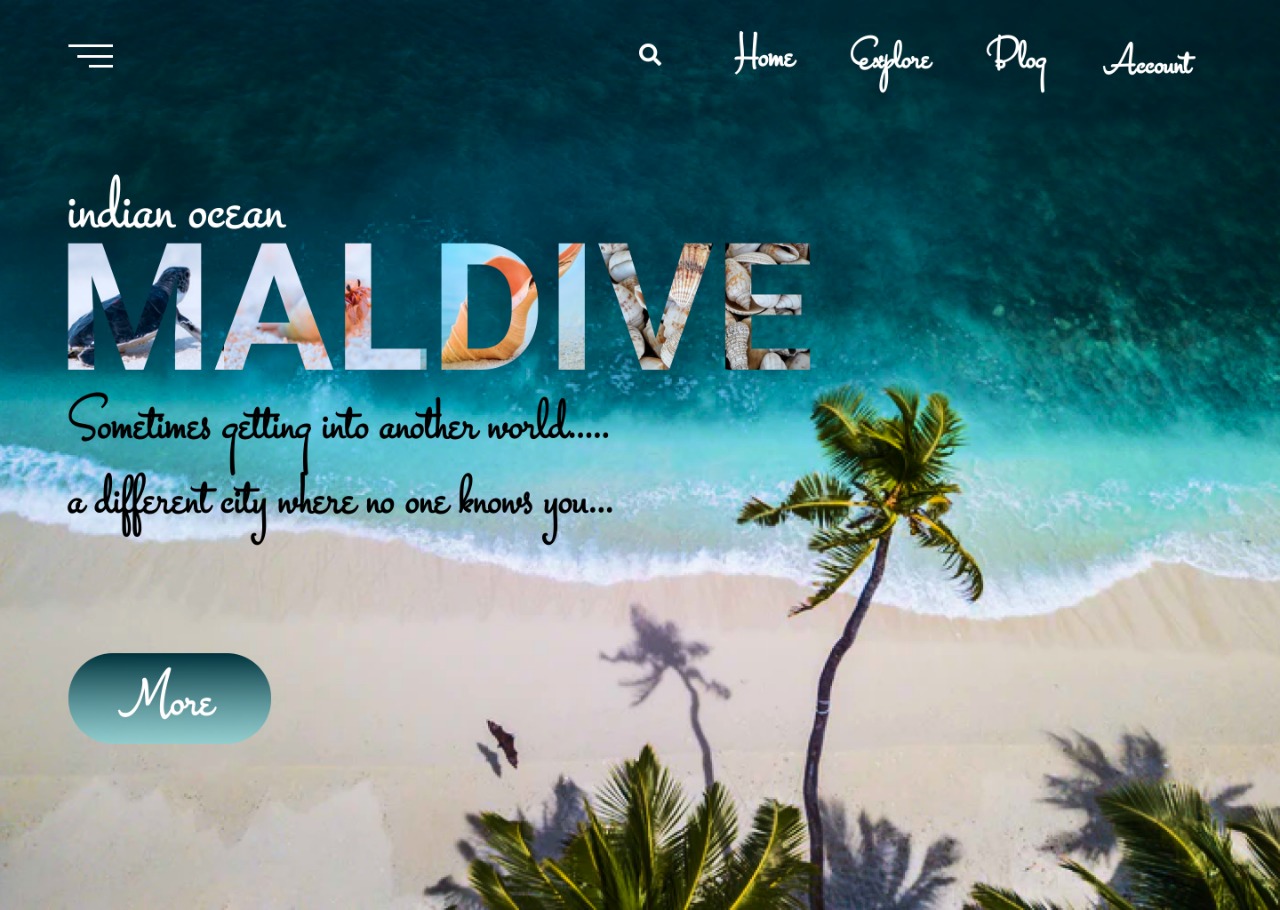 Home Explore Blog Account
indian ocean
MALDIVE
Sometimes getting into another world.....
a different city where no one knows you...
More